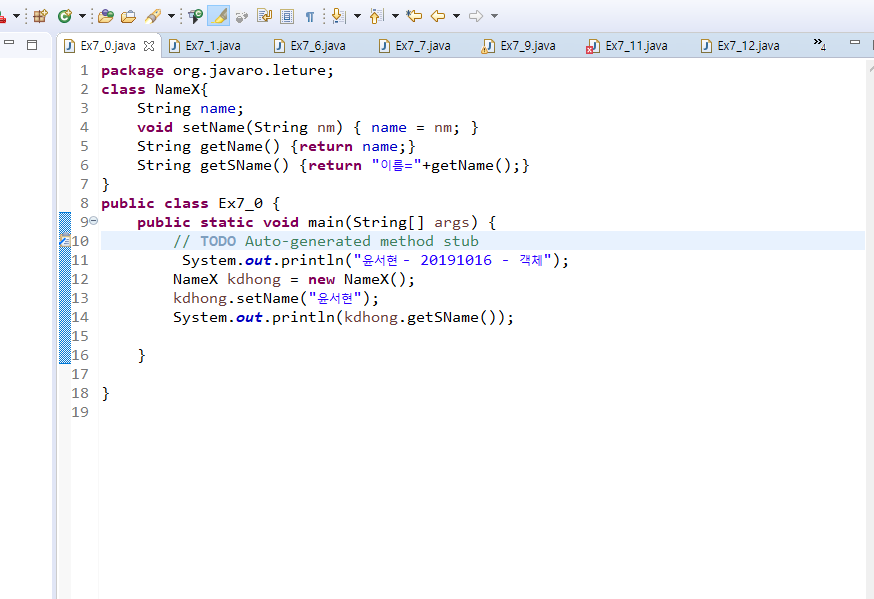 Ex7_0.java Ex7_1.java Ex7_6.java Ex7_7.java Ex7_9.java Ex7_11.java Ex7_12.java »4
1 package org.javaro.leture;
2 class NameX{
3 String name;
4 void setName(String nm) { name = nm; }
5 String getName() {return name;}
6 String getSName() {return "이름="+getName();}
7 }
8 public class Ex7_0 {
9 public static void main(String[] args) {
10 // TODO Auto-generated method stub
11 System.out.println("윤서현 - 20191016 - 객체");
12 NameX kdhong = new NameX();
13 kdhong.setName("윤서현");
14 System.out.println(kdhong.getSName());
15
16 }
17
18 }
19